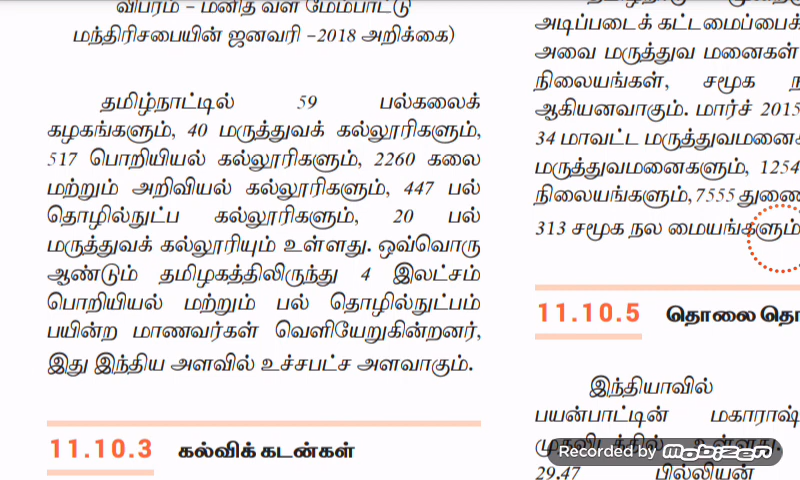 விபரம் – மனித வள மேம்பாட்டு
மந்திரிசபையின் ஜனவரி –2018 அறிக்கை)
தமிழ்நாட்டில் 59 பல்கலைக்
கழகங்களும், 40 மருத்துவக் கல்லூரிகளும்,
517 பொறியியல் கல்லூரிகளும், 2260 கலை
மற்றும் அறிவியல் கல்லூரிகளும், 447 பல்
தொழில்நுட்ப கல்லூரிகளும், 20 பல்
மருத்துவக் கல்லூரியும் உள்ளது. ஒவ்வொரு
ஆண்டும் தமிழகத்திலிருந்து 4 இலட்சம்
பொறியியல் மற்றும் பல் தொழில்நுட்பம்
பயின்ற மாணவர்கள் வெளியேறுகின்றனர்,
இது இந்திய அளவில் உச்சபட்ச அளவாகும்.
11.10.3 கல்விக் கடன்கள்
அடிப்படைக் கட்டமைப்பைக்
அவை மருத்துவ மனைகள்
நிலையங்கள், சமூக
ஆகியனவாகும். மார்ச் 2015
34 மாவட்ட மருத்துவமனைக
மருத்துவமனைகளும், 1254
நிலையங்களும், 7555 துணை
313 சமூக நல மையங்களும்
11.10.5 தொலை தொ
இந்தியாவில்
பயன்பாட்டின் மகாராஷ்
முதலிடத்தில் உள்ளது.
29.47 பில்லியன்
Recorded by mobizen